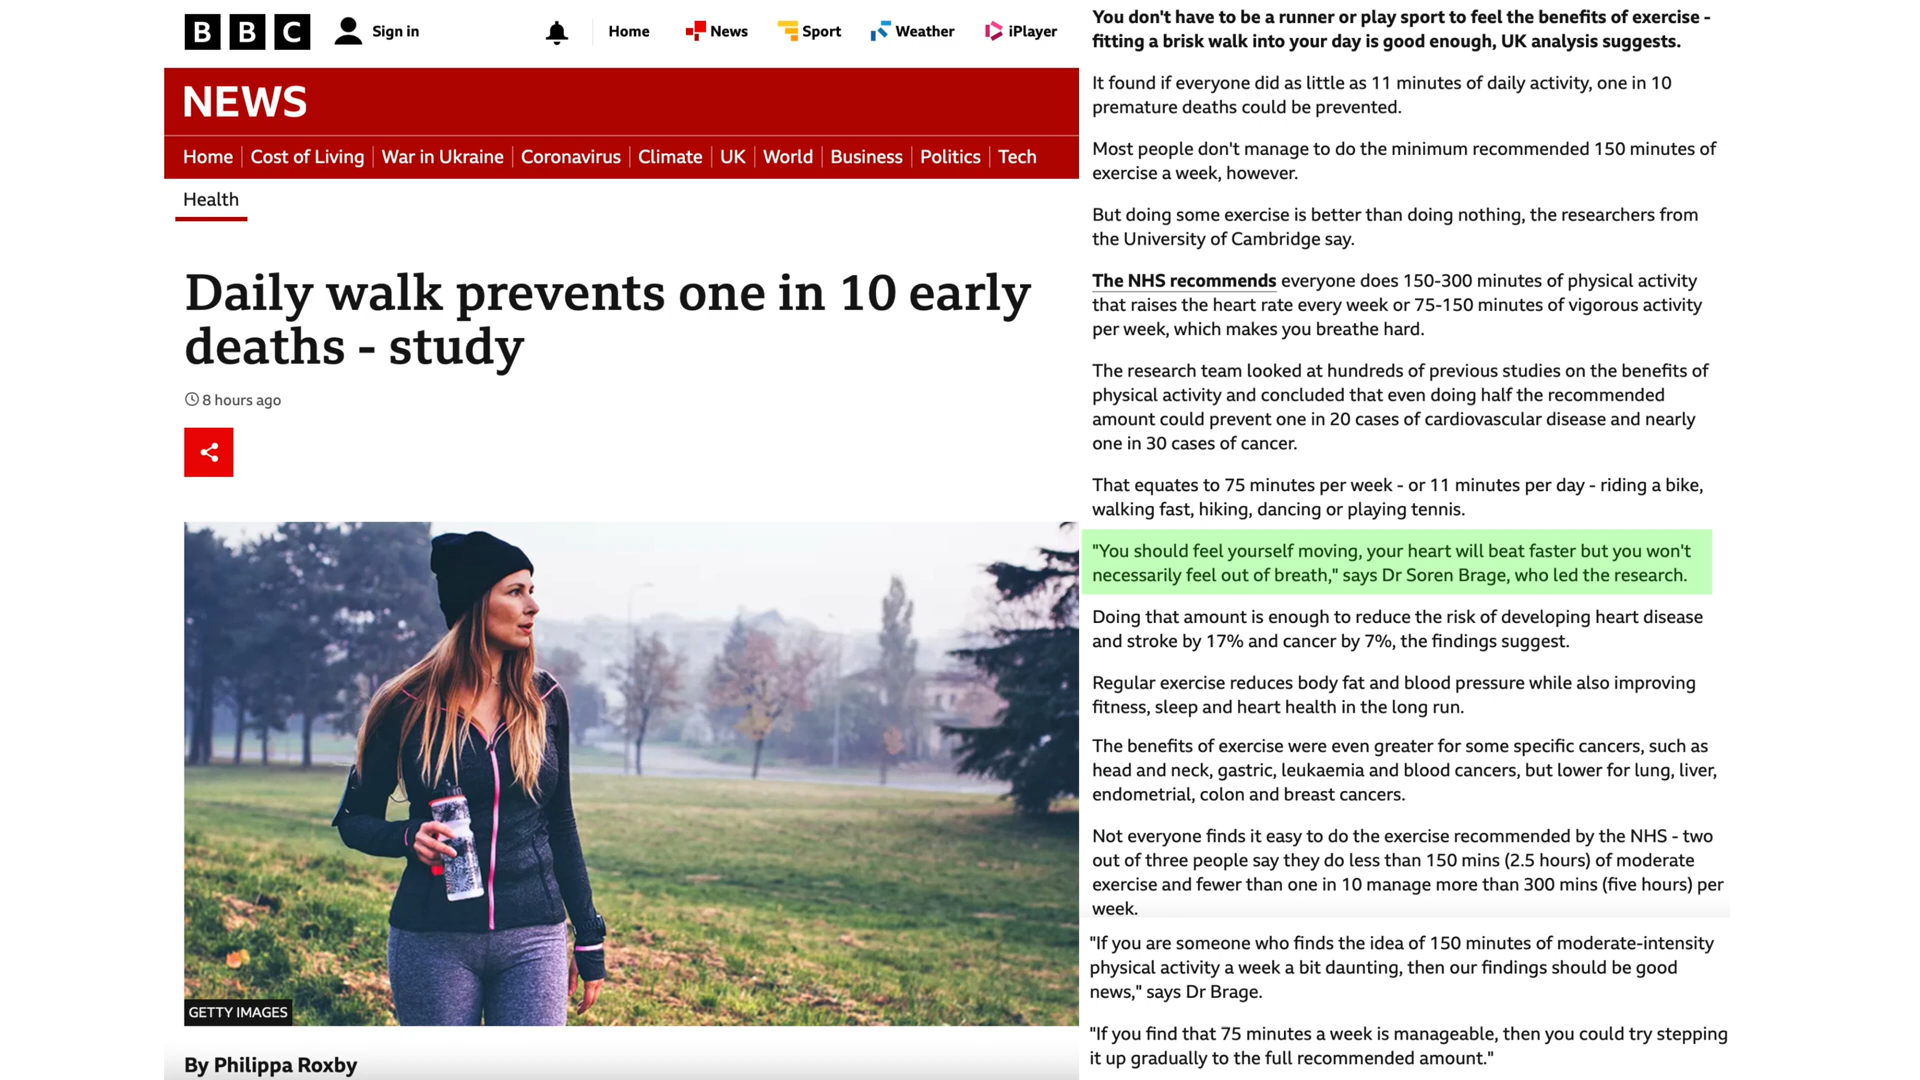 BBC
Sign in
Home
News
Sport
Weather
iPlayer
NEWS
Home
Cost of Living
War in Ukraine
Coronavirus
Climate
UK
World
Business
Politics
Tech
Health
Daily walk prevents one in 10 early
deaths - study
8 hours ago
GETTY IMAGES
By Philippa Roxby
You don't have to be a runner or play sport to feel the benefits of exercise -
fitting a brisk walk into your day is good enough, UK analysis suggests.
It found if everyone did as little as 11 minutes of daily activity, one in 10
premature deaths could be prevented.
Most people don't manage to do the minimum recommended 150 minutes of
exercise a week, however.
But doing some exercise is better than doing nothing, the researchers from
the University of Cambridge say.
The NHS recommends everyone does 150-300 minutes of physical activity
that raises the heart rate every week or 75-150 minutes of vigorous activity
per week, which makes you breathe hard.
The research team looked at hundreds of previous studies on the benefits of
physical activity and concluded that even doing half the recommended
amount could prevent one in 20 cases of cardiovascular disease and nearly
one in 30 cases of cancer.
That equates to 75 minutes per week - or 11 minutes per day - riding a bike,
walking fast, hiking, dancing or playing tennis.
"You should feel yourself moving, your heart will beat faster but you won't
necessarily feel out of breath," says Dr Soren Brage, who led the research.
Doing that amount is enough to reduce the risk of developing heart disease
and stroke by 17% and cancer by 7%, the findings suggest.
Regular exercise reduces body fat and blood pressure while also improving
fitness, sleep and heart health in the long run.
The benefits of exercise were even greater for some specific cancers, such as
head and neck, gastric, leukaemia and blood cancers, but lower for lung, liver,
endometrial, colon and breast cancers.
Not everyone finds it easy to do the exercise recommended by the NHS - two
out of three people say they do less than 150 mins (2.5 hours) of moderate
exercise and fewer than one in 10 manage more than 300 mins (five hours) per
week.
"If you are someone who finds the idea of 150 minutes of moderate-intensity
physical activity a week a bit daunting, then our findings should be good
news," says Dr Brage.
"If you find that 75 minutes a week is manageable, then you could try stepping
it up gradually to the full recommended amount."